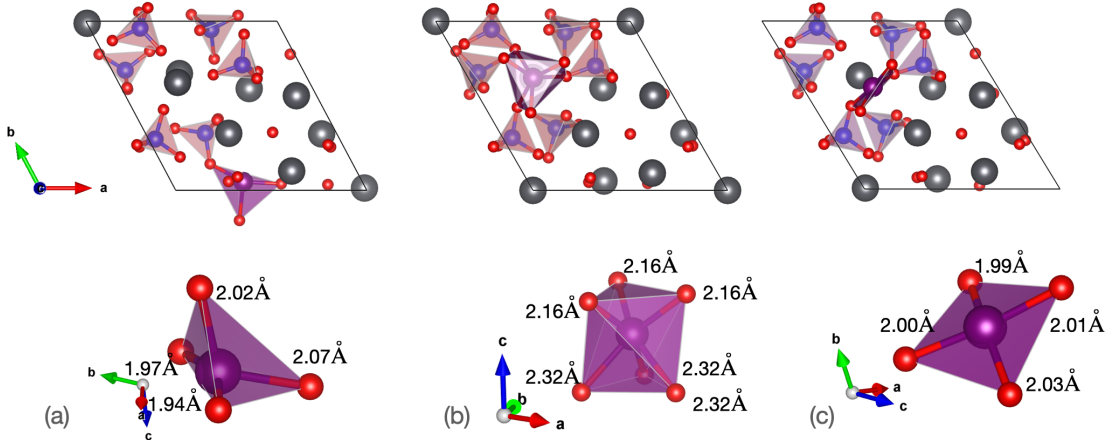 b
a
2.02Å
2.07Å
1.97Å
1.94Å
b
a
c
(a)
2.16Å
2.16Å
2.16Å
2.32Å
2.32Å
2.32Å
c
b
a
(b)
1.99Å
2.00Å
2.01Å
2.03Å
b
a
c
(c)